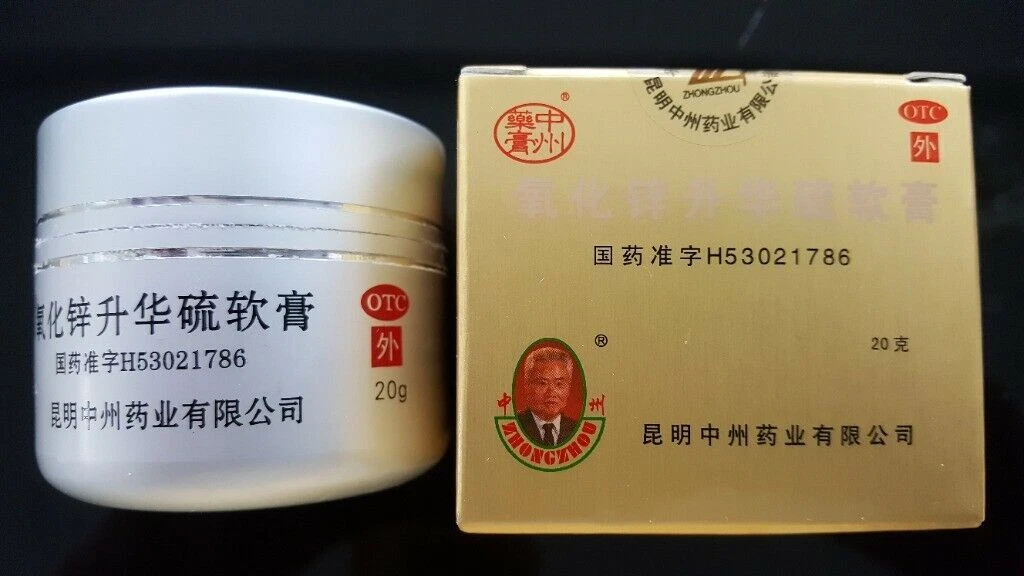 氧化锌升华硫软膏
国药准字H53021786
昆明中州药业有限公司
OTC
外
20g
ZHONGZHOU
昆明中州药业有限公司
中州
藥膏
®
OTC
外
氧化锌升华硫软膏
国药准字H53021786
20克
®
中
州
ZHONGZHOU
昆明中州药业有限公司